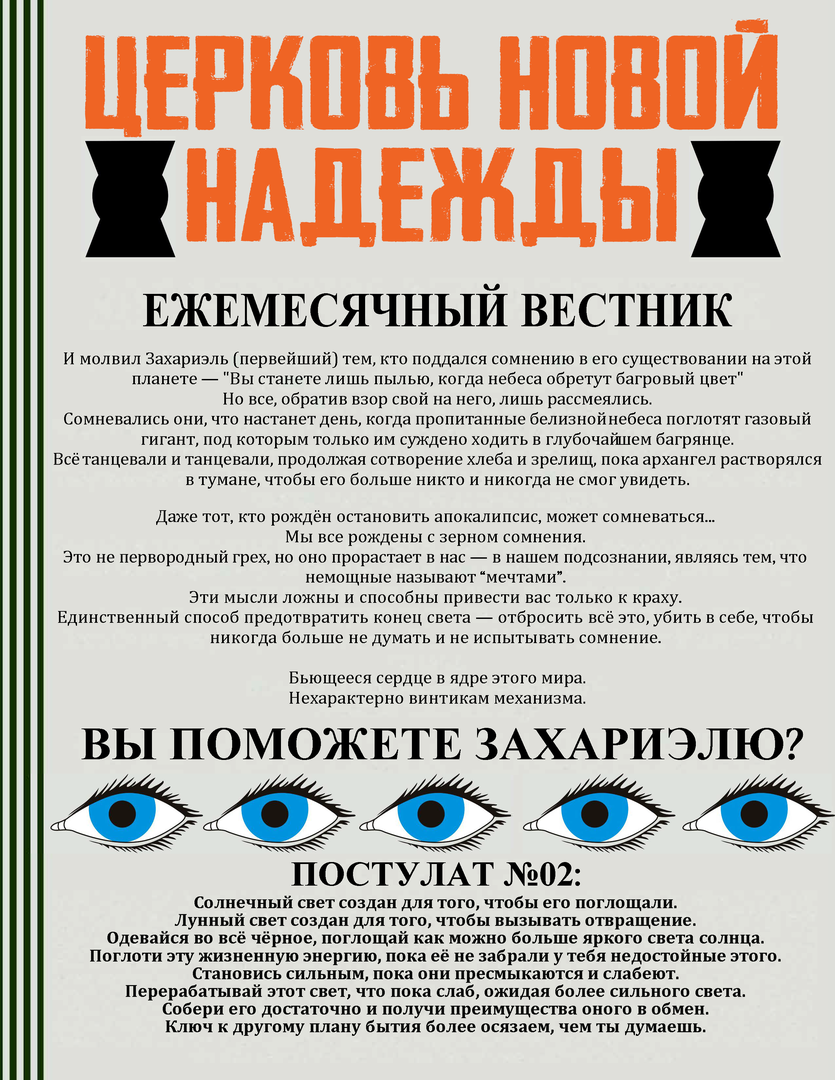 ЦЕРКОВЬ НОВОЙ
НАДЕЖДЫ
ЕЖЕМЕСЯЧНЫЙ ВЕСТНИК
И молвил Захариэль (первейший) тем, кто поддался сомнению в его существовании на этой
планете — "Вы станете лишь пылью, когда небеса обретут багровый цвет"
Но все, обратив взор свой на него, лишь рассмеялись.
Сомневались они, что настанет день, когда пропитанные белизной небеса поглотят газовый
гигант, под которым только им суждено ходить в глубочайшем багрянце.
Всё танцевали и танцевали, продолжая сотворение хлеба и зрелищ, пока архангел растворялся
в тумане, чтобы его больше никто и никогда не смог увидеть.
Даже тот, кто рождён остановить апокалипсис, может сомневаться...
Мы все рождены с зерном сомнения.
Это не первородный грех, но оно прорастает в нас — в нашем подсознании, являясь тем, что
немощные называют “мечтами”.
Эти мысли ложны и способны привести вас только к краху.
Единственный способ предотвратить конец света — отбросить всё это, убить в себе, чтобы
никогда больше не думать и не испытывать сомнение.
Бьющееся сердце в ядре этого мира.
Нехарактерно винтикам механизма.
ВЫ ПОМОЖЕТЕ ЗАХАРИЭЛЮ?
ПОСТУЛАТ №02:
Солнечный свет создан для того, чтобы его поглощали.
Лунный свет создан для того, чтобы вызывать отвращение.
Одевайся во всё чёрное, поглощай как можно больше яркого света солнца.
Поглоти эту жизненную энергию, пока её не забрали у тебя недостойные этого.
Становись сильным, пока они пресмыкаются и слабеют.
Перерабатывай этот свет, что пока слаб, ожидая более сильного света.
Собери его достаточно и получи преимущества оного в обмен.
Ключ к другому плану бытия более осязаем, чем ты думаешь.